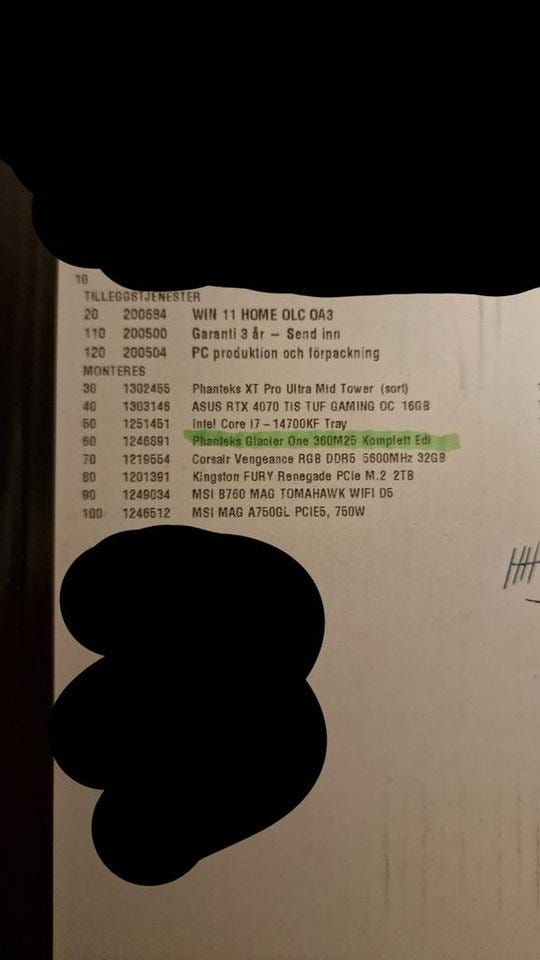 10
TILLEGGSTJENESTER
20 200684 WIN 11 HOME OLC OA3
110 200500 Garanti 3 år – Send inn
120 200504 PC produktion och förpackning
MONTERES
30 1302455 Phanteks XT Pro Ultra Mid Tower (sort)
40 1303146 ASUS RTX 4070 TIS TUF GAMING OC 16GB
50 1251451 Intel Core I7-14700KF Tray
60 1246691 Phanteks Glacier One 360M25 Komplett Edi
70 1219554 Corsair Vengeance RGB DDR5 5600MHz 32GB
80 1201391 Kingston FURY Renegade PCIe M.2 2TB
90 1249034 MSI B760 MAG TOMAHAWK WIFI D5
100 1246512 MSI MAG A750GL PCIE5, 750W